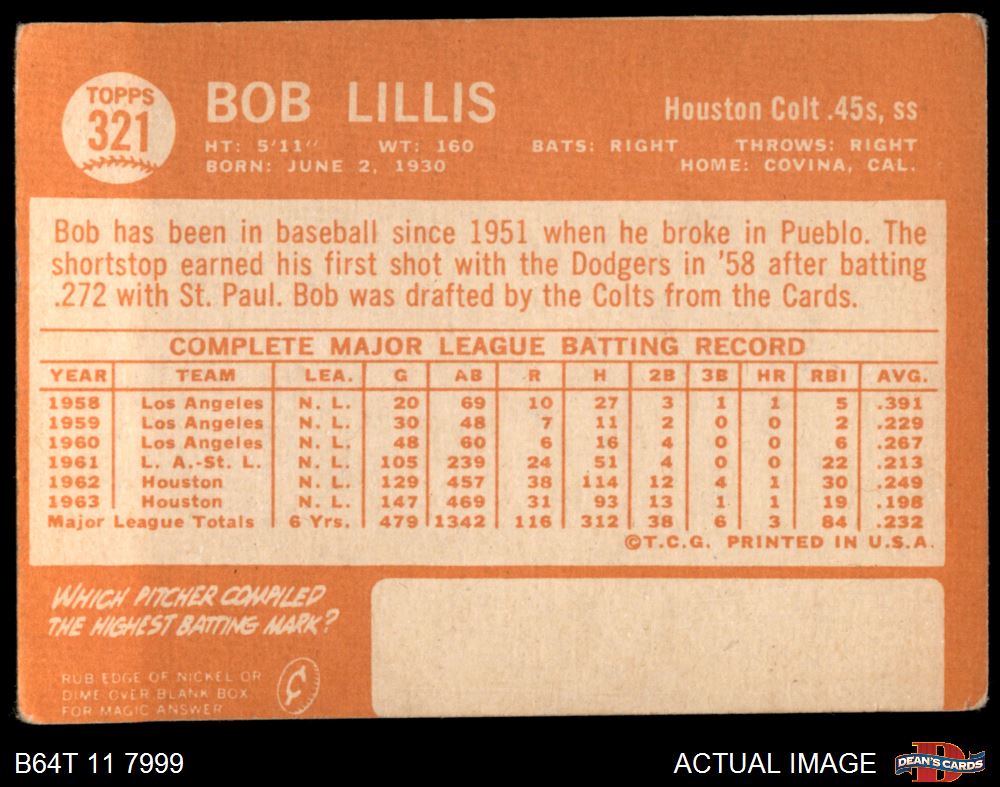 TOPPS
321
BOB LILLIS
Houston Colt .45s, ss
HT: 5'11" WT: 160 BATS: RIGHT THROWS: RIGHT
BORN: JUNE 2, 1930 HOME: COVINA, CAL.
Bob has been in baseball since 1951 when he broke in Pueblo. The
shortstop earned his first shot with the Dodgers in '58 after batting
.272 with St. Paul. Bob was drafted by the Colts from the Cards.
COMPLETE MAJOR LEAGUE BATTING RECORD
YEAR TEAM LEA. G AB R H 2B 3B HR RBI AVG.
1958 Los Angeles N. L. 20 69 10 27 3 1 1 5 .391
1959 Los Angeles N. L. 30 48 7 11 2 0 0 2 .229
1960 Los Angeles N. L. 48 60 6 16 4 0 0 6 .267
1961 L. A.-St. L. N. L. 105 239 24 51 4 0 0 22 .213
1962 Houston N. L. 129 457 38 114 12 4 1 30 .249
1963 Houston N. L. 147 469 31 93 13 1 1 19 .198
Major League Totals 6 Yrs. 479 1342 116 312 38 6 3 84 .232
©T.C.G. PRINTED IN U.S.A.
WHICH PITCHER COMPILED
THE HIGHEST BATTING MARK?
RUB EDGE OF NICKEL OR
DIME OVER BLANK BOX
FOR MAGIC ANSWER
¢
B64T 11 7999
ACTUAL IMAGE
DEAN'S CARDS